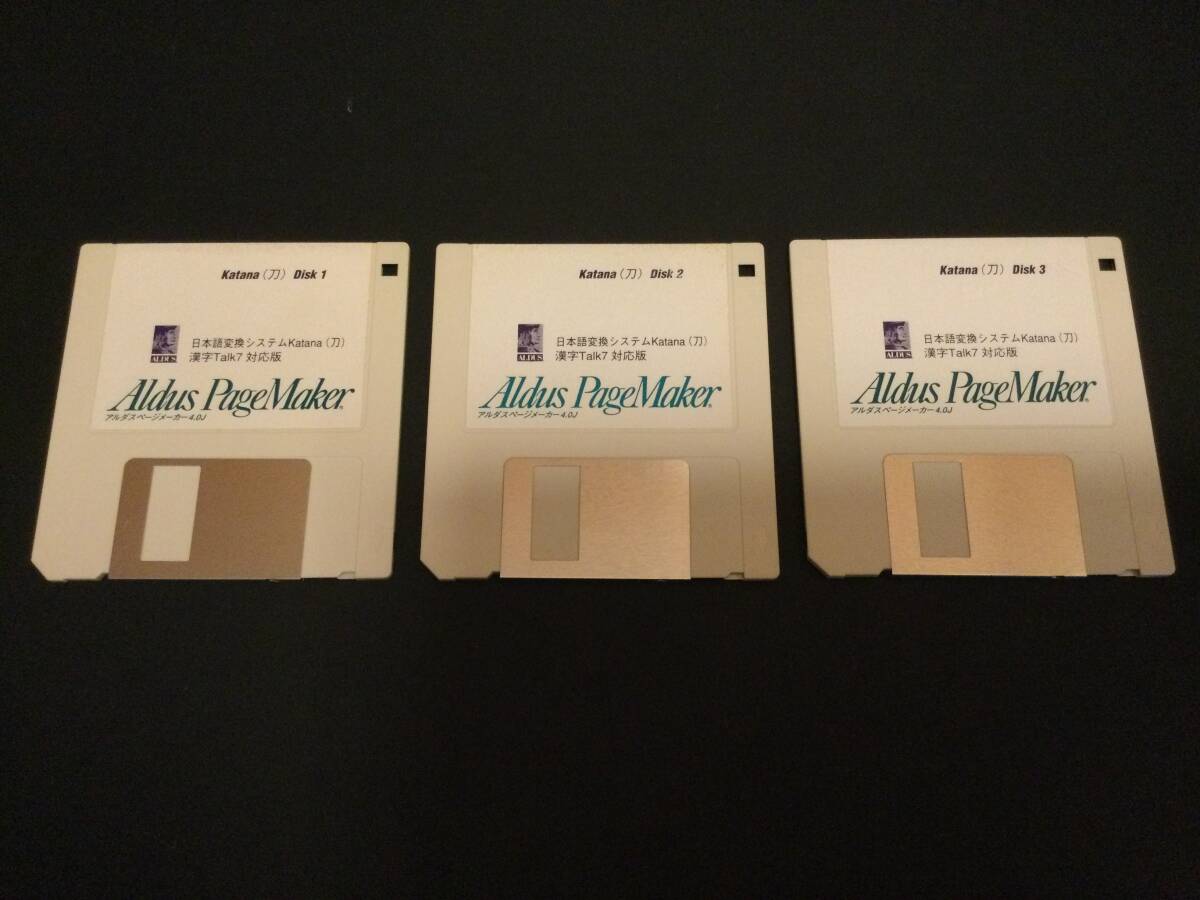 Katana（刀） Disk 1
ALDUS
日本語変換システムKatana（刀）
漢字Talk7 対応版
Aldus PageMaker®
アルダスページメーカー4.0J
Katana（刀） Disk 2
ALDUS
日本語変換システムKatana（刀）
漢字Talk7 対応版
Aldus PageMaker®
アルダスページメーカー4.0J
Katana（刀） Disk 3
ALDUS
日本語変換システムKatana（刀）
漢字Talk7 対応版
Aldus PageMaker®
アルダスページメーカー4.0J